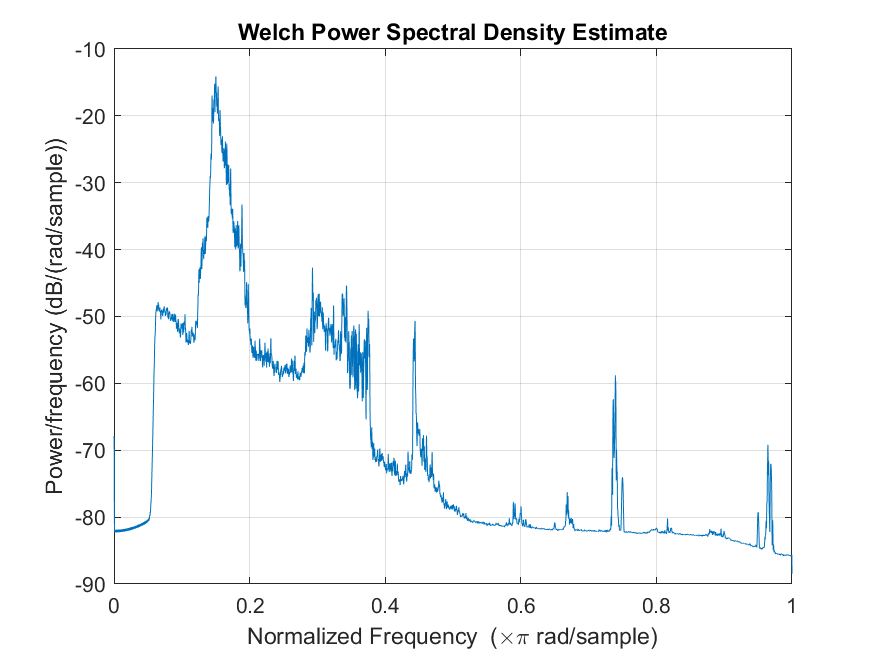 Welch Power Spectral Density Estimate
Power/frequency (dB/(rad/sample))
-10
-20
-30
-40
-50
-60
-70
-80
-90
0 0.2 0.4 0.6 0.8 1
Normalized Frequency (×π rad/sample)